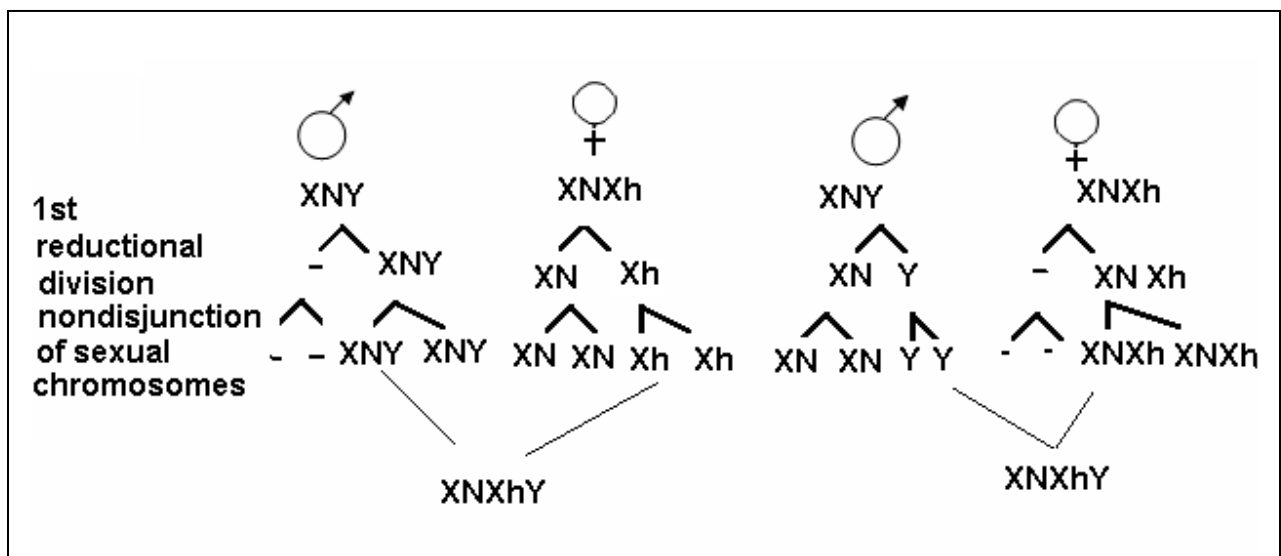 XNY XNXh XNY XNXh
1st
reductional
division
nondisjunction
of sexual
chromosomes
- XNY XN Xh XN Y - XN Xh
- - XNY XNY XN XN Xh Xh XN XN Y Y - - XNXh XNXh
XNXhY XNXhY